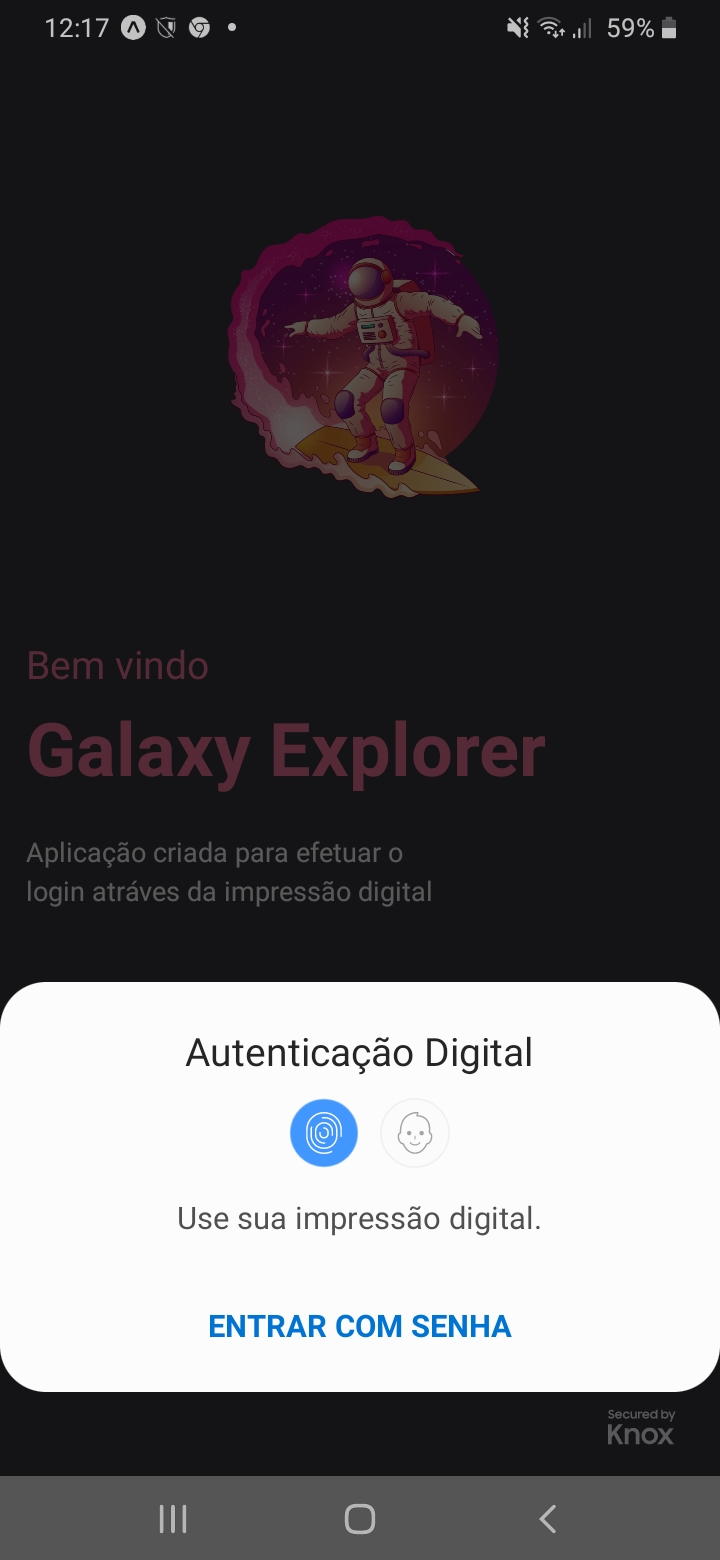 12:17
59%
Bem vindo
Galaxy Explorer
Aplicação criada para efetuar o
login atráves da impressão digital
Autenticação Digital
Use sua impressão digital.
ENTRAR COM SENHA
Secured by
Knox